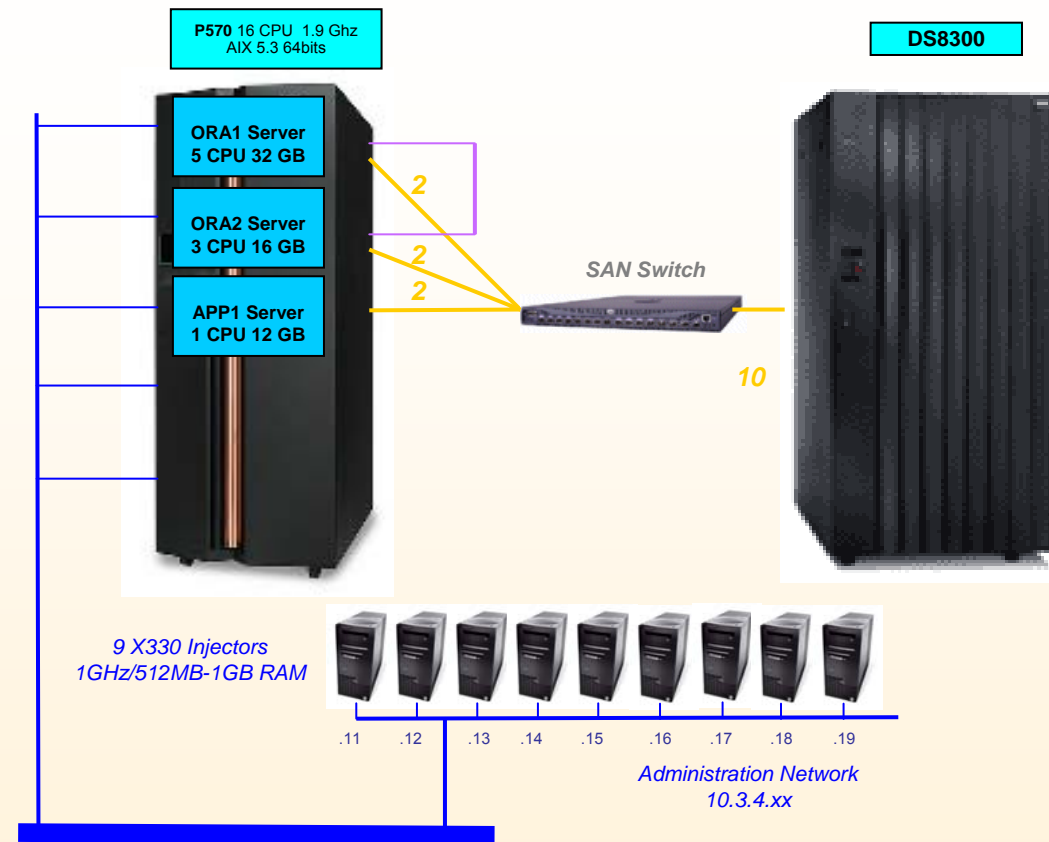 P570 16 CPU 1.9 Ghz
AIX 5.3 64bits
DS8300
ORA1 Server
5 CPU 32 GB
2
ORA2 Server
3 CPU 16 GB
2
SAN Switch
2
APP1 Server
1 CPU 12 GB
10
9 X330 Injectors
1GHz/512MB-1GB RAM
.11 .12 .13 .14 .15 .16 .17 .18 .19
Administration Network
10.3.4.xx